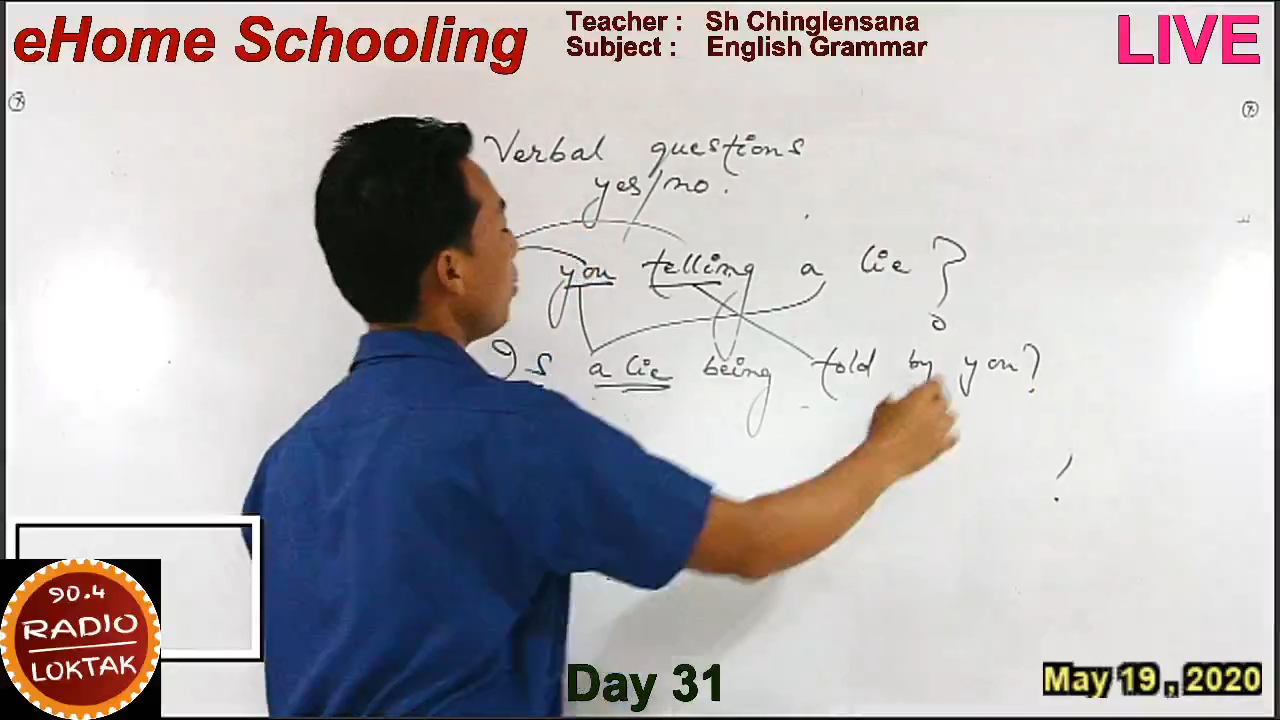 eHome Schooling
Teacher : Sh Chinglensana
Subject : English Grammar
LIVE
Verbal questions
yes/no.
you telling a lie?
Is a lie being told by you?
90.4
RADIO
LOKTAK
Day 31
May 19 , 2020